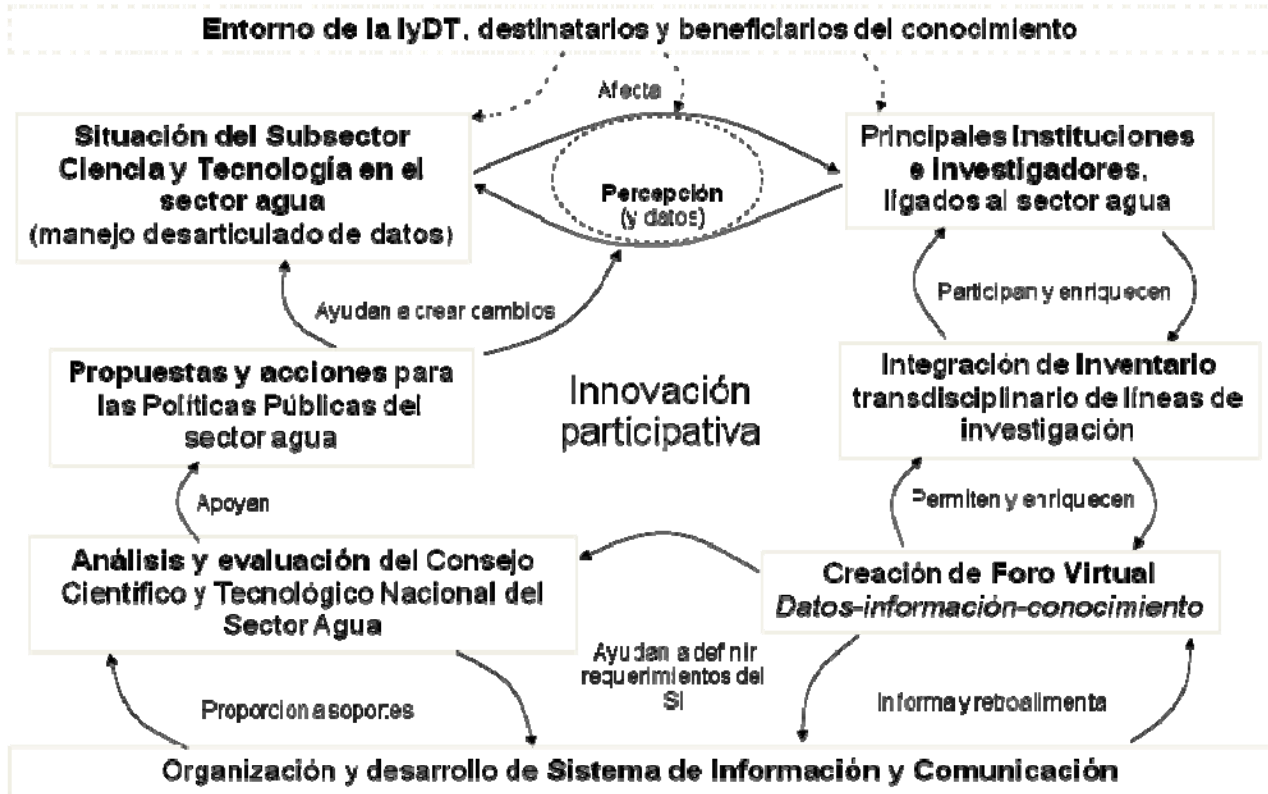 Entorno de la IyDT, destinatarios y beneficiarios del conocimiento
Afecta
Situación del Subsector
Ciencia y Tecnología en el
sector agua
(manejo desarticulado de datos)
Percepción
(y datos)
Principales Instituciones
e Investigadores,
ligados al sector agua
Ayudan a crear cambios
Participan y enriquecen
Propuestas y acciones para
las Políticas Públicas del
sector agua
Innovación
participativa
Integración de Inventario
transdisciplinario de líneas de
investigación
Apoyan
Permiten y enriquecen
Análisis y evaluación del Consejo
Científico y Tecnológico Nacional del
Sector Agua
Creación de Foro Virtual
Datos-información-conocimiento
Ayudan a definir
requerimientos del
SI
Proporciona soportes
Informa y retroalimenta
Organización y desarrollo de Sistema de Información y Comunicación